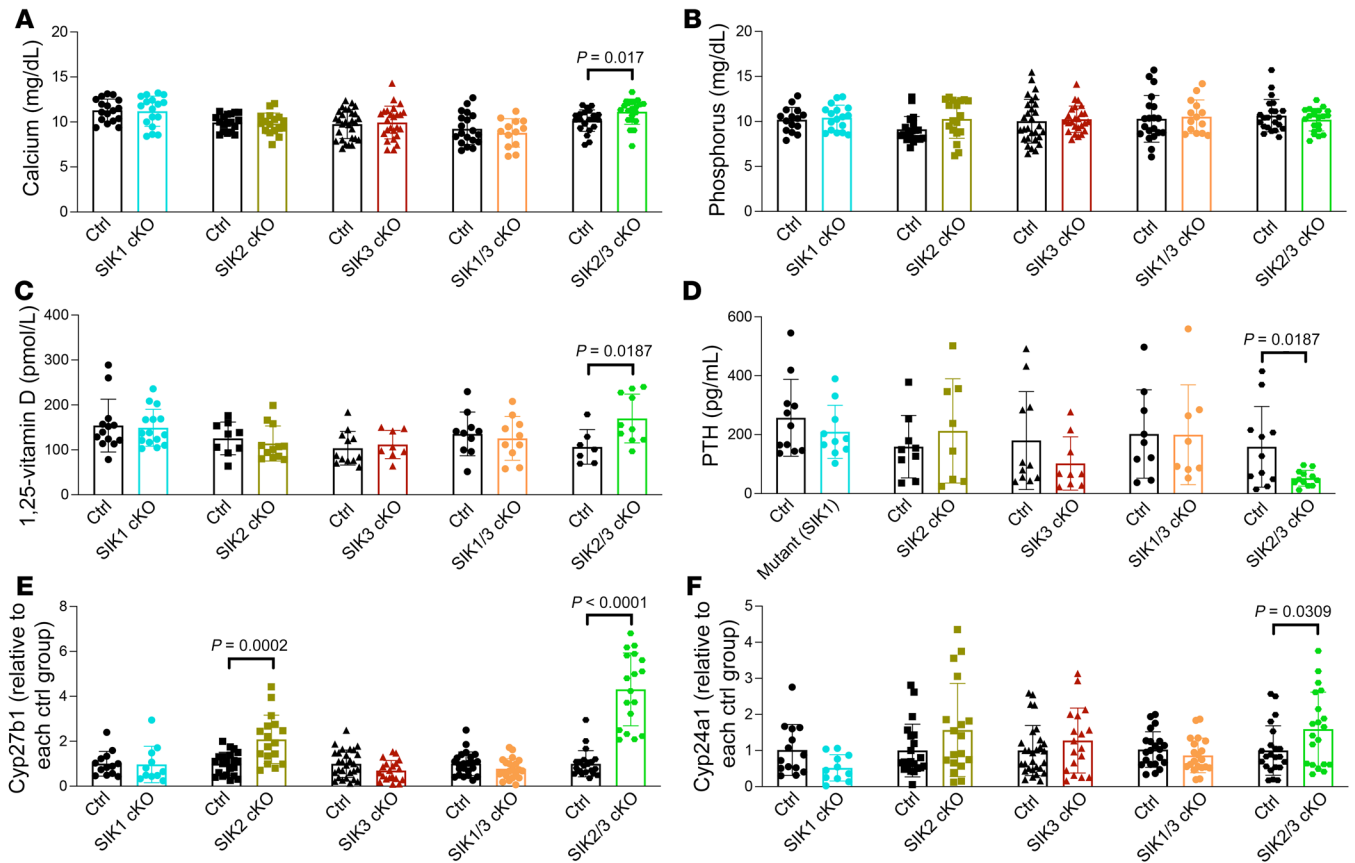 A
Calcium (mg/dL)
20
15
10
5
0
P = 0.017
Ctrl
SIK1 cKO
Ctrl
SIK2 cKO
Ctrl
SIK3 cKO
Ctrl
SIK1/3 cKO
Ctrl
SIK2/3 cKO
B
Phosphorus (mg/dL)
20
15
10
5
0
Ctrl
SIK1 cKO
Ctrl
SIK2 cKO
Ctrl
SIK3 cKO
Ctrl
SIK1/3 cKO
Ctrl
SIK2/3 cKO
C
1,25-vitamin D (pmol/L)
400
300
200
100
0
P = 0.0187
Ctrl
SIK1 cKO
Ctrl
SIK2 cKO
Ctrl
SIK3 cKO
Ctrl
SIK1/3 cKO
Ctrl
SIK2/3 cKO
D
PTH (pg/mL)
600
400
200
0
P = 0.0187
Ctrl
Mutant (SIK1)
Ctrl
SIK2 cKO
Ctrl
SIK3 cKO
Ctrl
SIK1/3 cKO
Ctrl
SIK2/3 cKO
E
Cyp27b1 (relative to
each ctrl group)
8
6
4
2
0
P = 0.0002
P < 0.0001
Ctrl
SIK1 cKO
Ctrl
SIK2 cKO
Ctrl
SIK3 cKO
Ctrl
SIK1/3 cKO
Ctrl
SIK2/3 cKO
F
Cyp24a1 (relative to
each ctrl group)
5
4
3
2
1
0
P = 0.0309
Ctrl
SIK1 cKO
Ctrl
SIK2 cKO
Ctrl
SIK3 cKO
Ctrl
SIK1/3 cKO
Ctrl
SIK2/3 cKO